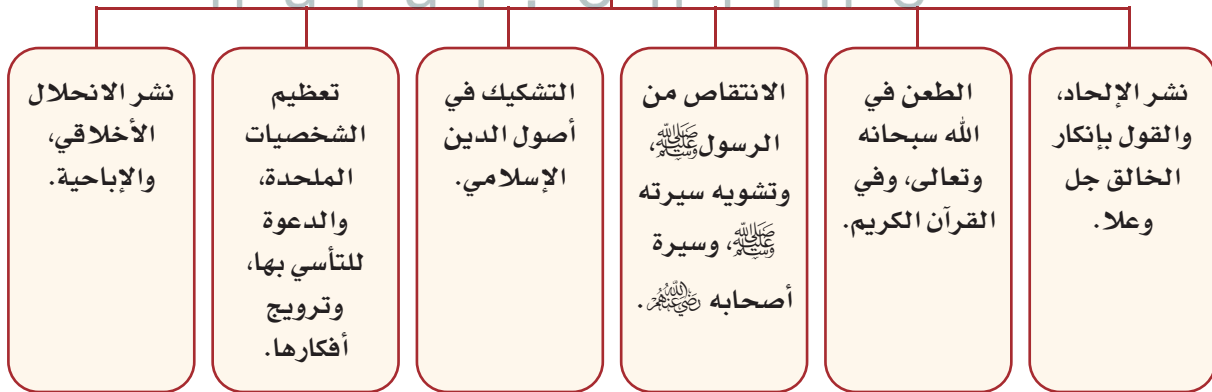 نشر الإلحاد،
والقول بإنكار
الخالق جل
وعلا.
الطعن في
الله سبحانه
وتعالى، وفي
القرآن الكريم.
الانتقاص من
الرسول ﷺ،
وتشويه سيرته
ﷺ، وسيرة
أصحابه رضي الله عنهم.
التشكيك في
أصول الدين
الإسلامي.
تعظيم
الشخصيات
الملحدة،
والدعوة
للتأسي بها،
وترويج
أفكارها.
نشر الانحلال
الأخلاقي،
والإباحية.